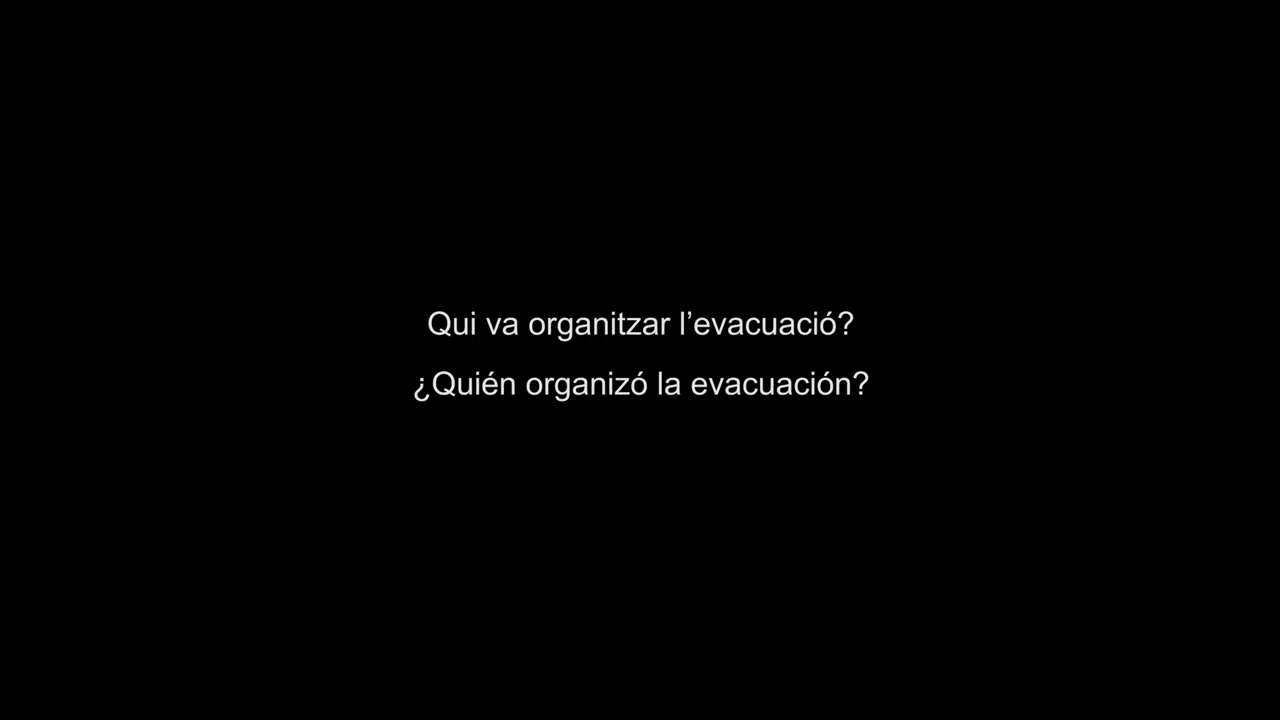 Qui va organitzar l’evacuació?
¿Quién organizó la evacuación?